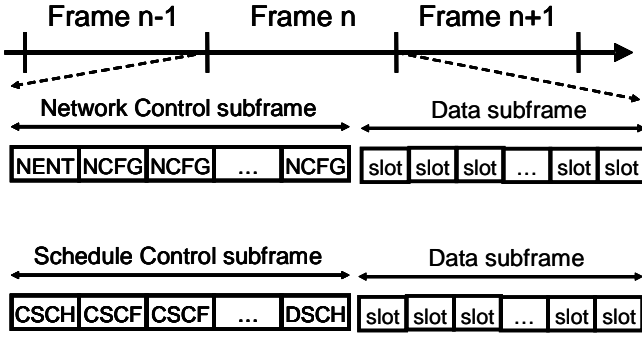 Frame n-1 Frame n Frame n+1
Network Control subframe Data subframe
NENT NCFG NCFG ... NCFG slot slot slot ... slot slot
Schedule Control subframe Data subframe
CSCH CSCF CSCF ... DSCH slot slot slot ... slot slot